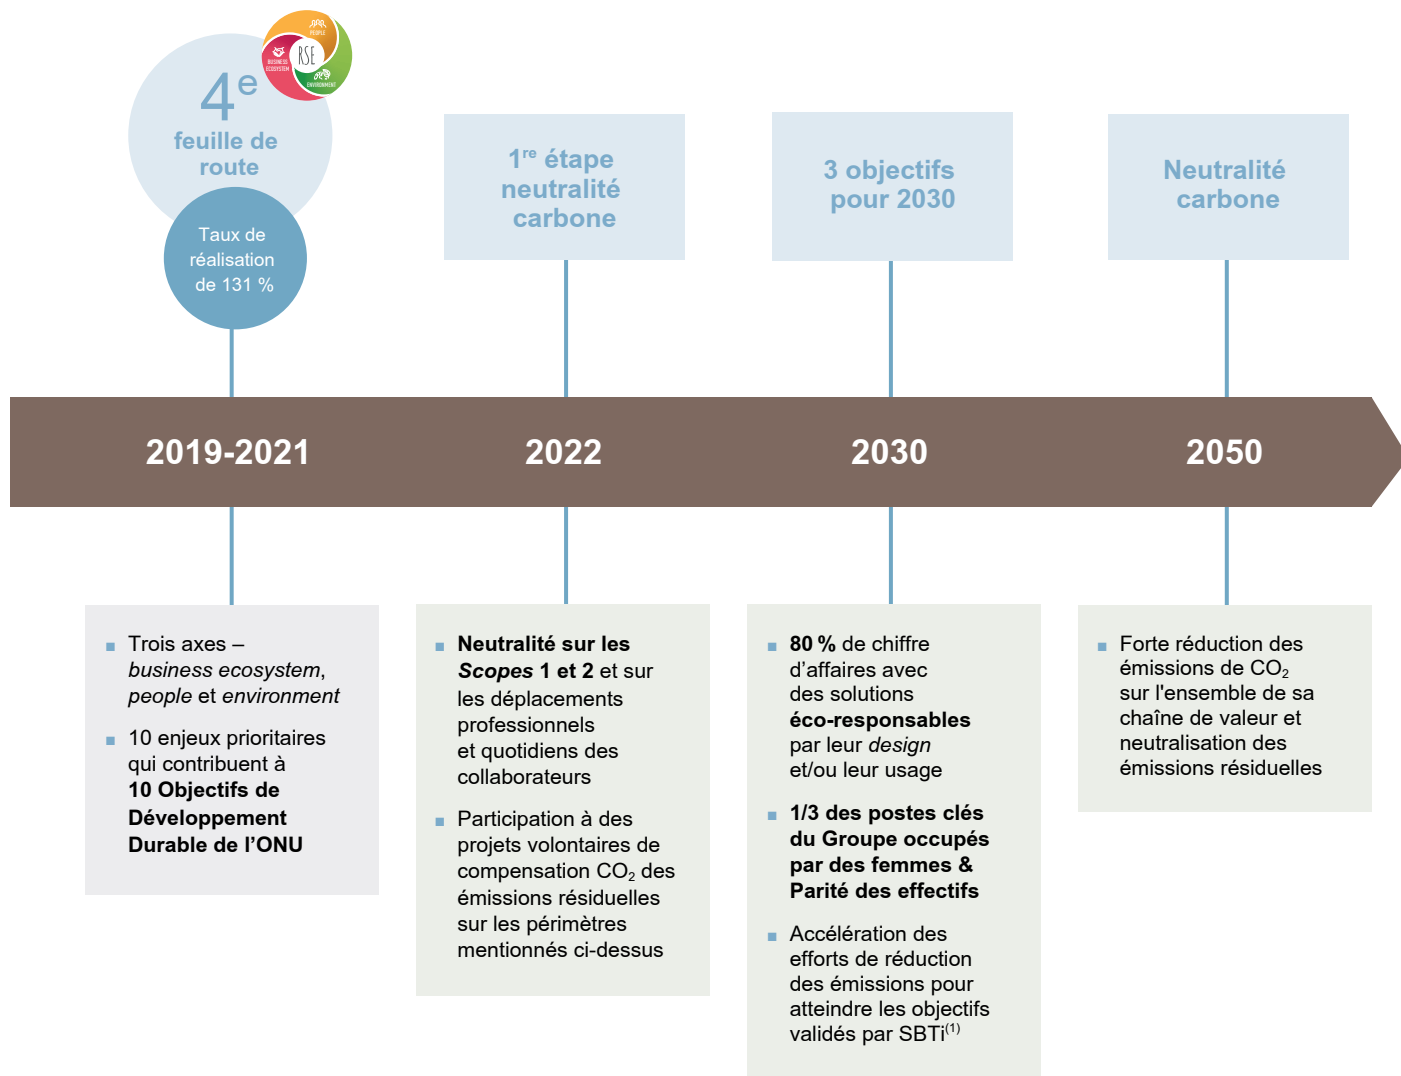 4e
feuille de
route
PEOPLE
BUSINESS
ECOSYSTEM
RSE
ENVIRONMENT
Taux de
réalisation
de 131 %
1re étape
neutralité
carbone
3 objectifs
pour 2030
Neutralité
carbone
2019-2021
2022
2030
2050
▪ Trois axes –
business ecosystem,
people et environment
▪ 10 enjeux prioritaires
qui contribuent à
10 Objectifs de
Développement
Durable de l’ONU
▪ Neutralité sur les
Scopes 1 et 2 et sur
les déplacements
professionnels
et quotidiens des
collaborateurs
▪ Participation à des
projets volontaires de
compensation CO2 des
émissions résiduelles
sur les périmètres
mentionnés ci-dessus
▪ 80 % de chiffre
d’affaires avec
des solutions
éco-responsables
par leur design
et/ou leur usage
▪ 1/3 des postes clés
du Groupe occupés
par des femmes &
Parité des effectifs
▪ Accélération des
efforts de réduction
des émissions pour
atteindre les objectifs
validés par SBTi(1)
▪ Forte réduction des
émissions de CO2
sur l'ensemble de sa
chaîne de valeur et
neutralisation des
émissions résiduelles